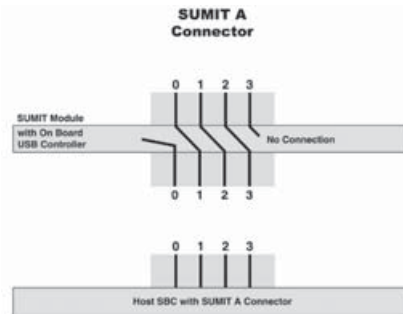 SUMIT A
Connector
0 1 2 3
SUMIT Module
with On Board
USB Controller
No Connection
0 1 2 3
0 1 2 3
Host SBC with SUMIT A Connector